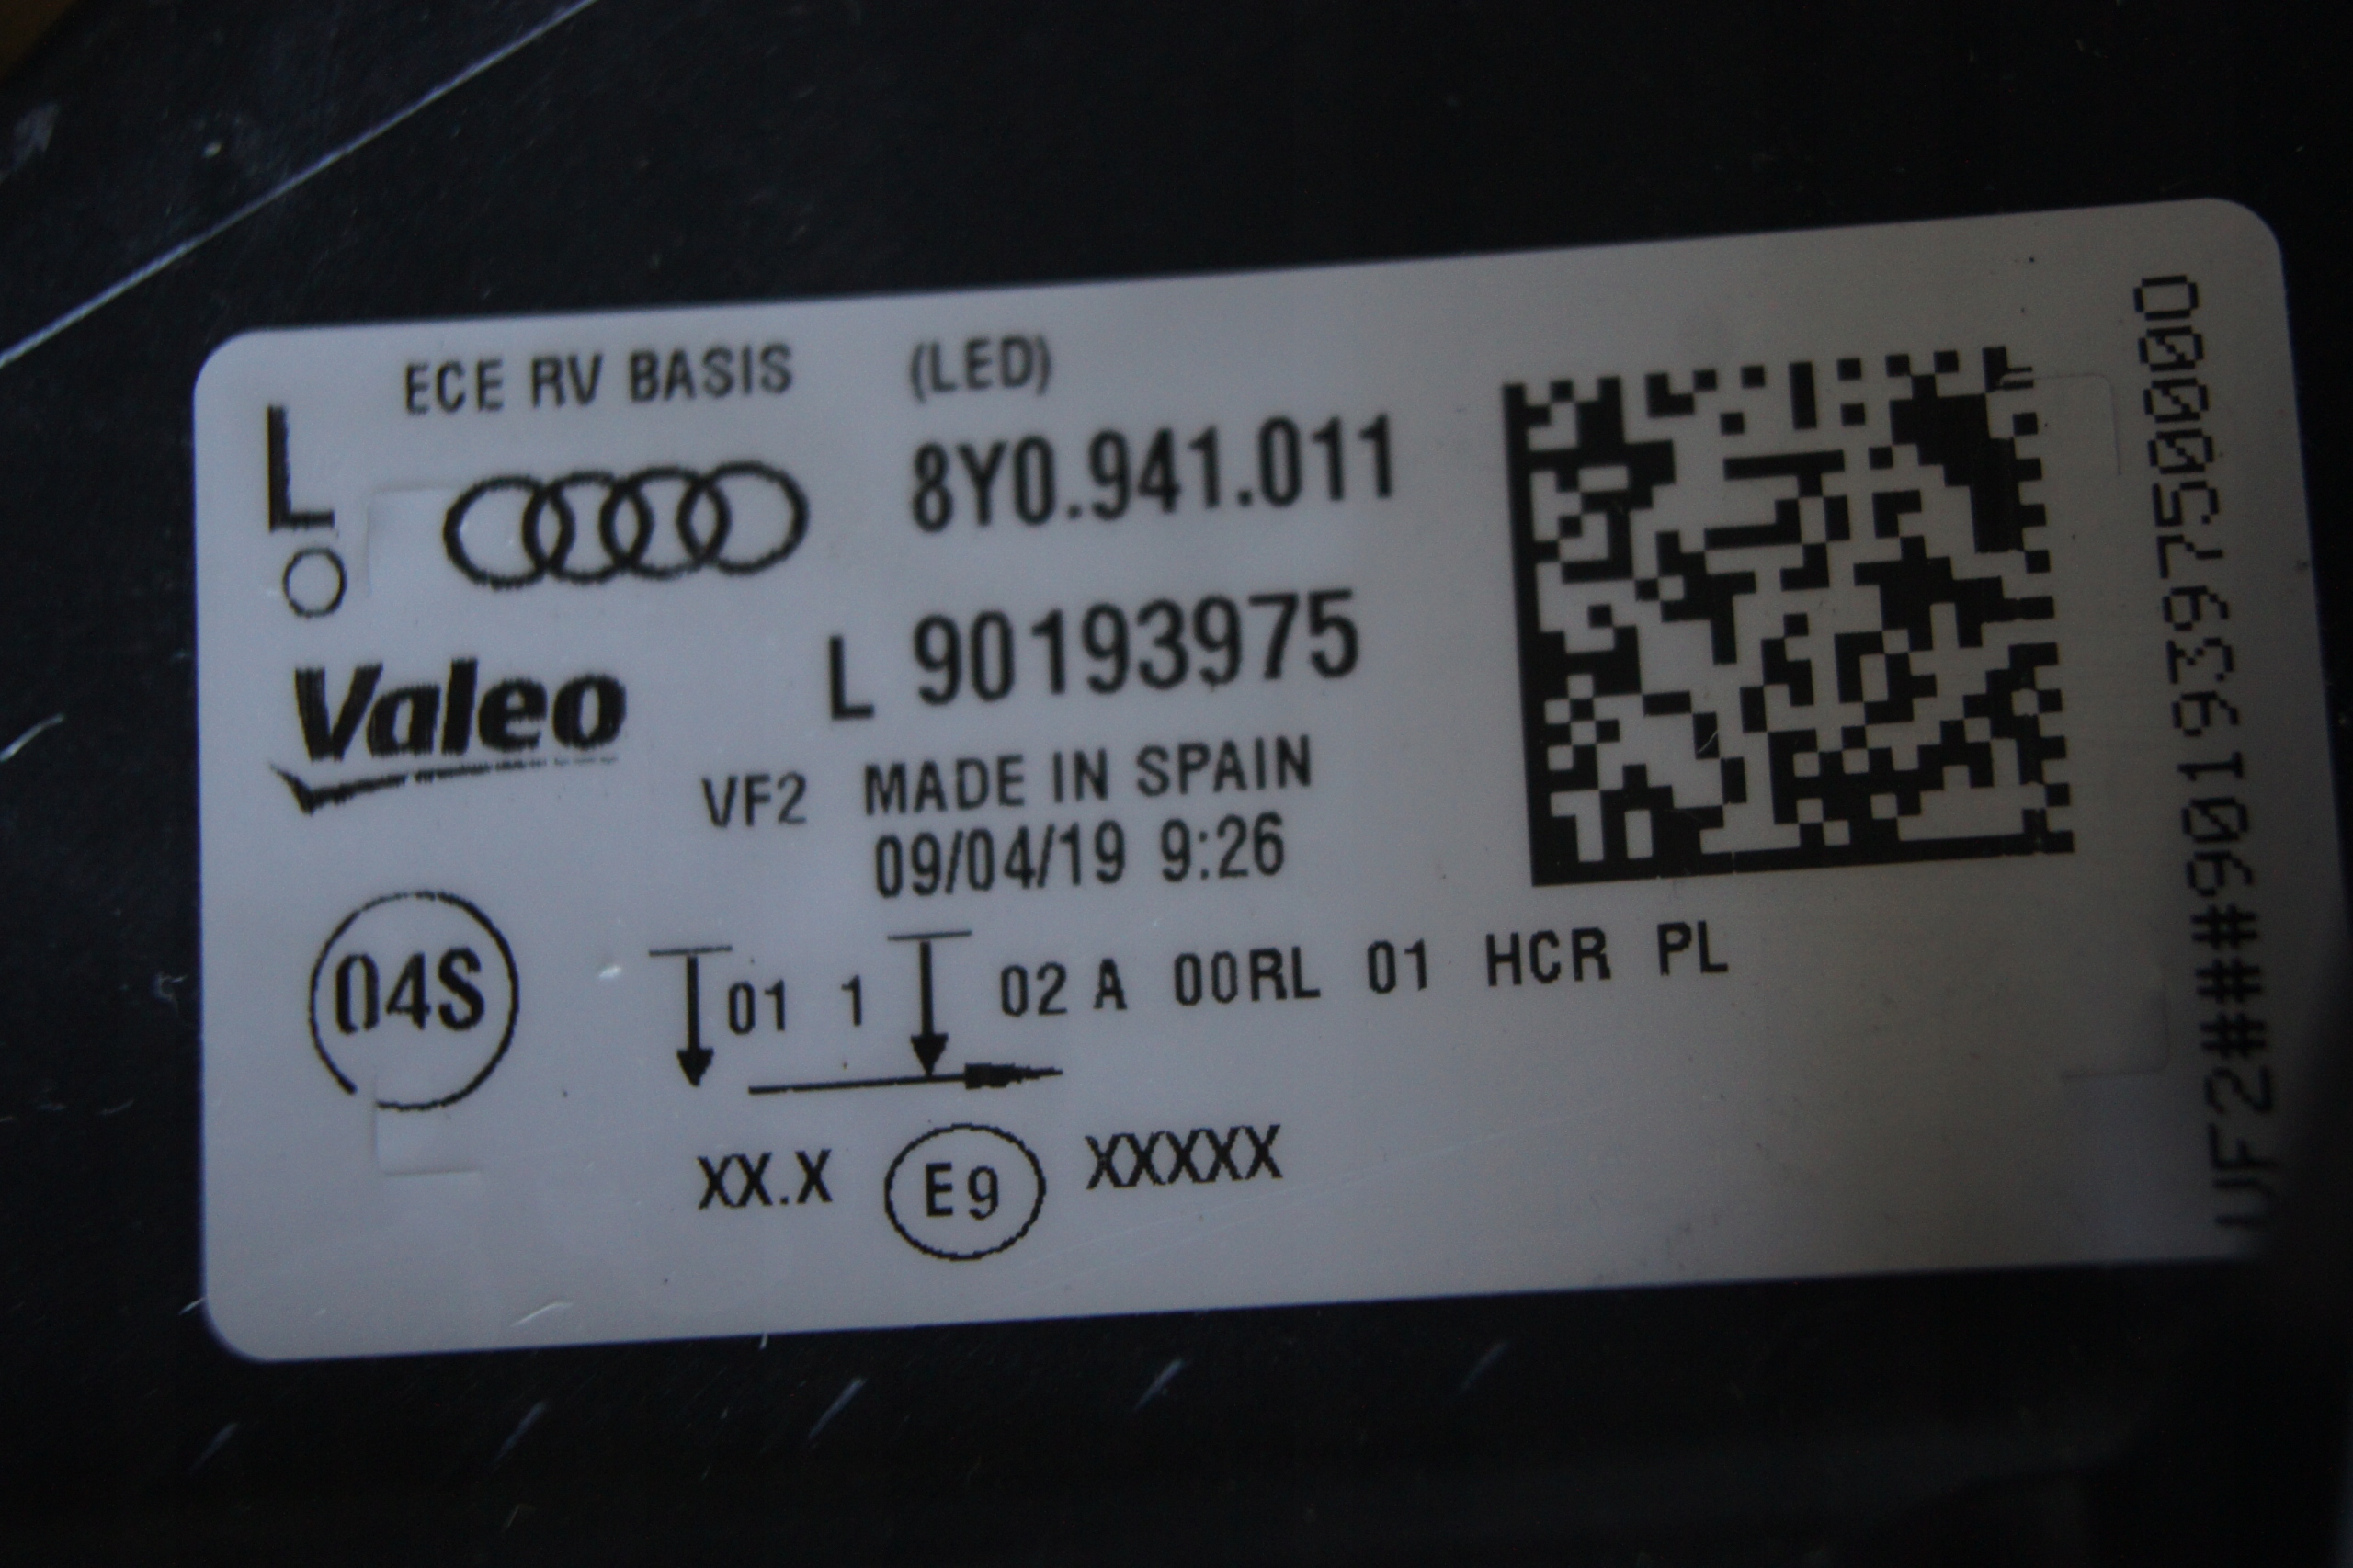 ECE RV BASIS (LED)
L
O
8Y0.941.011
Valeo
L 90193975
VF2 MADE IN SPAIN
09/04/19 9:26
04S
01 1 02 A 00RL 01 HCR PL
XX.X E9 XXXXX
VF2####901939750000